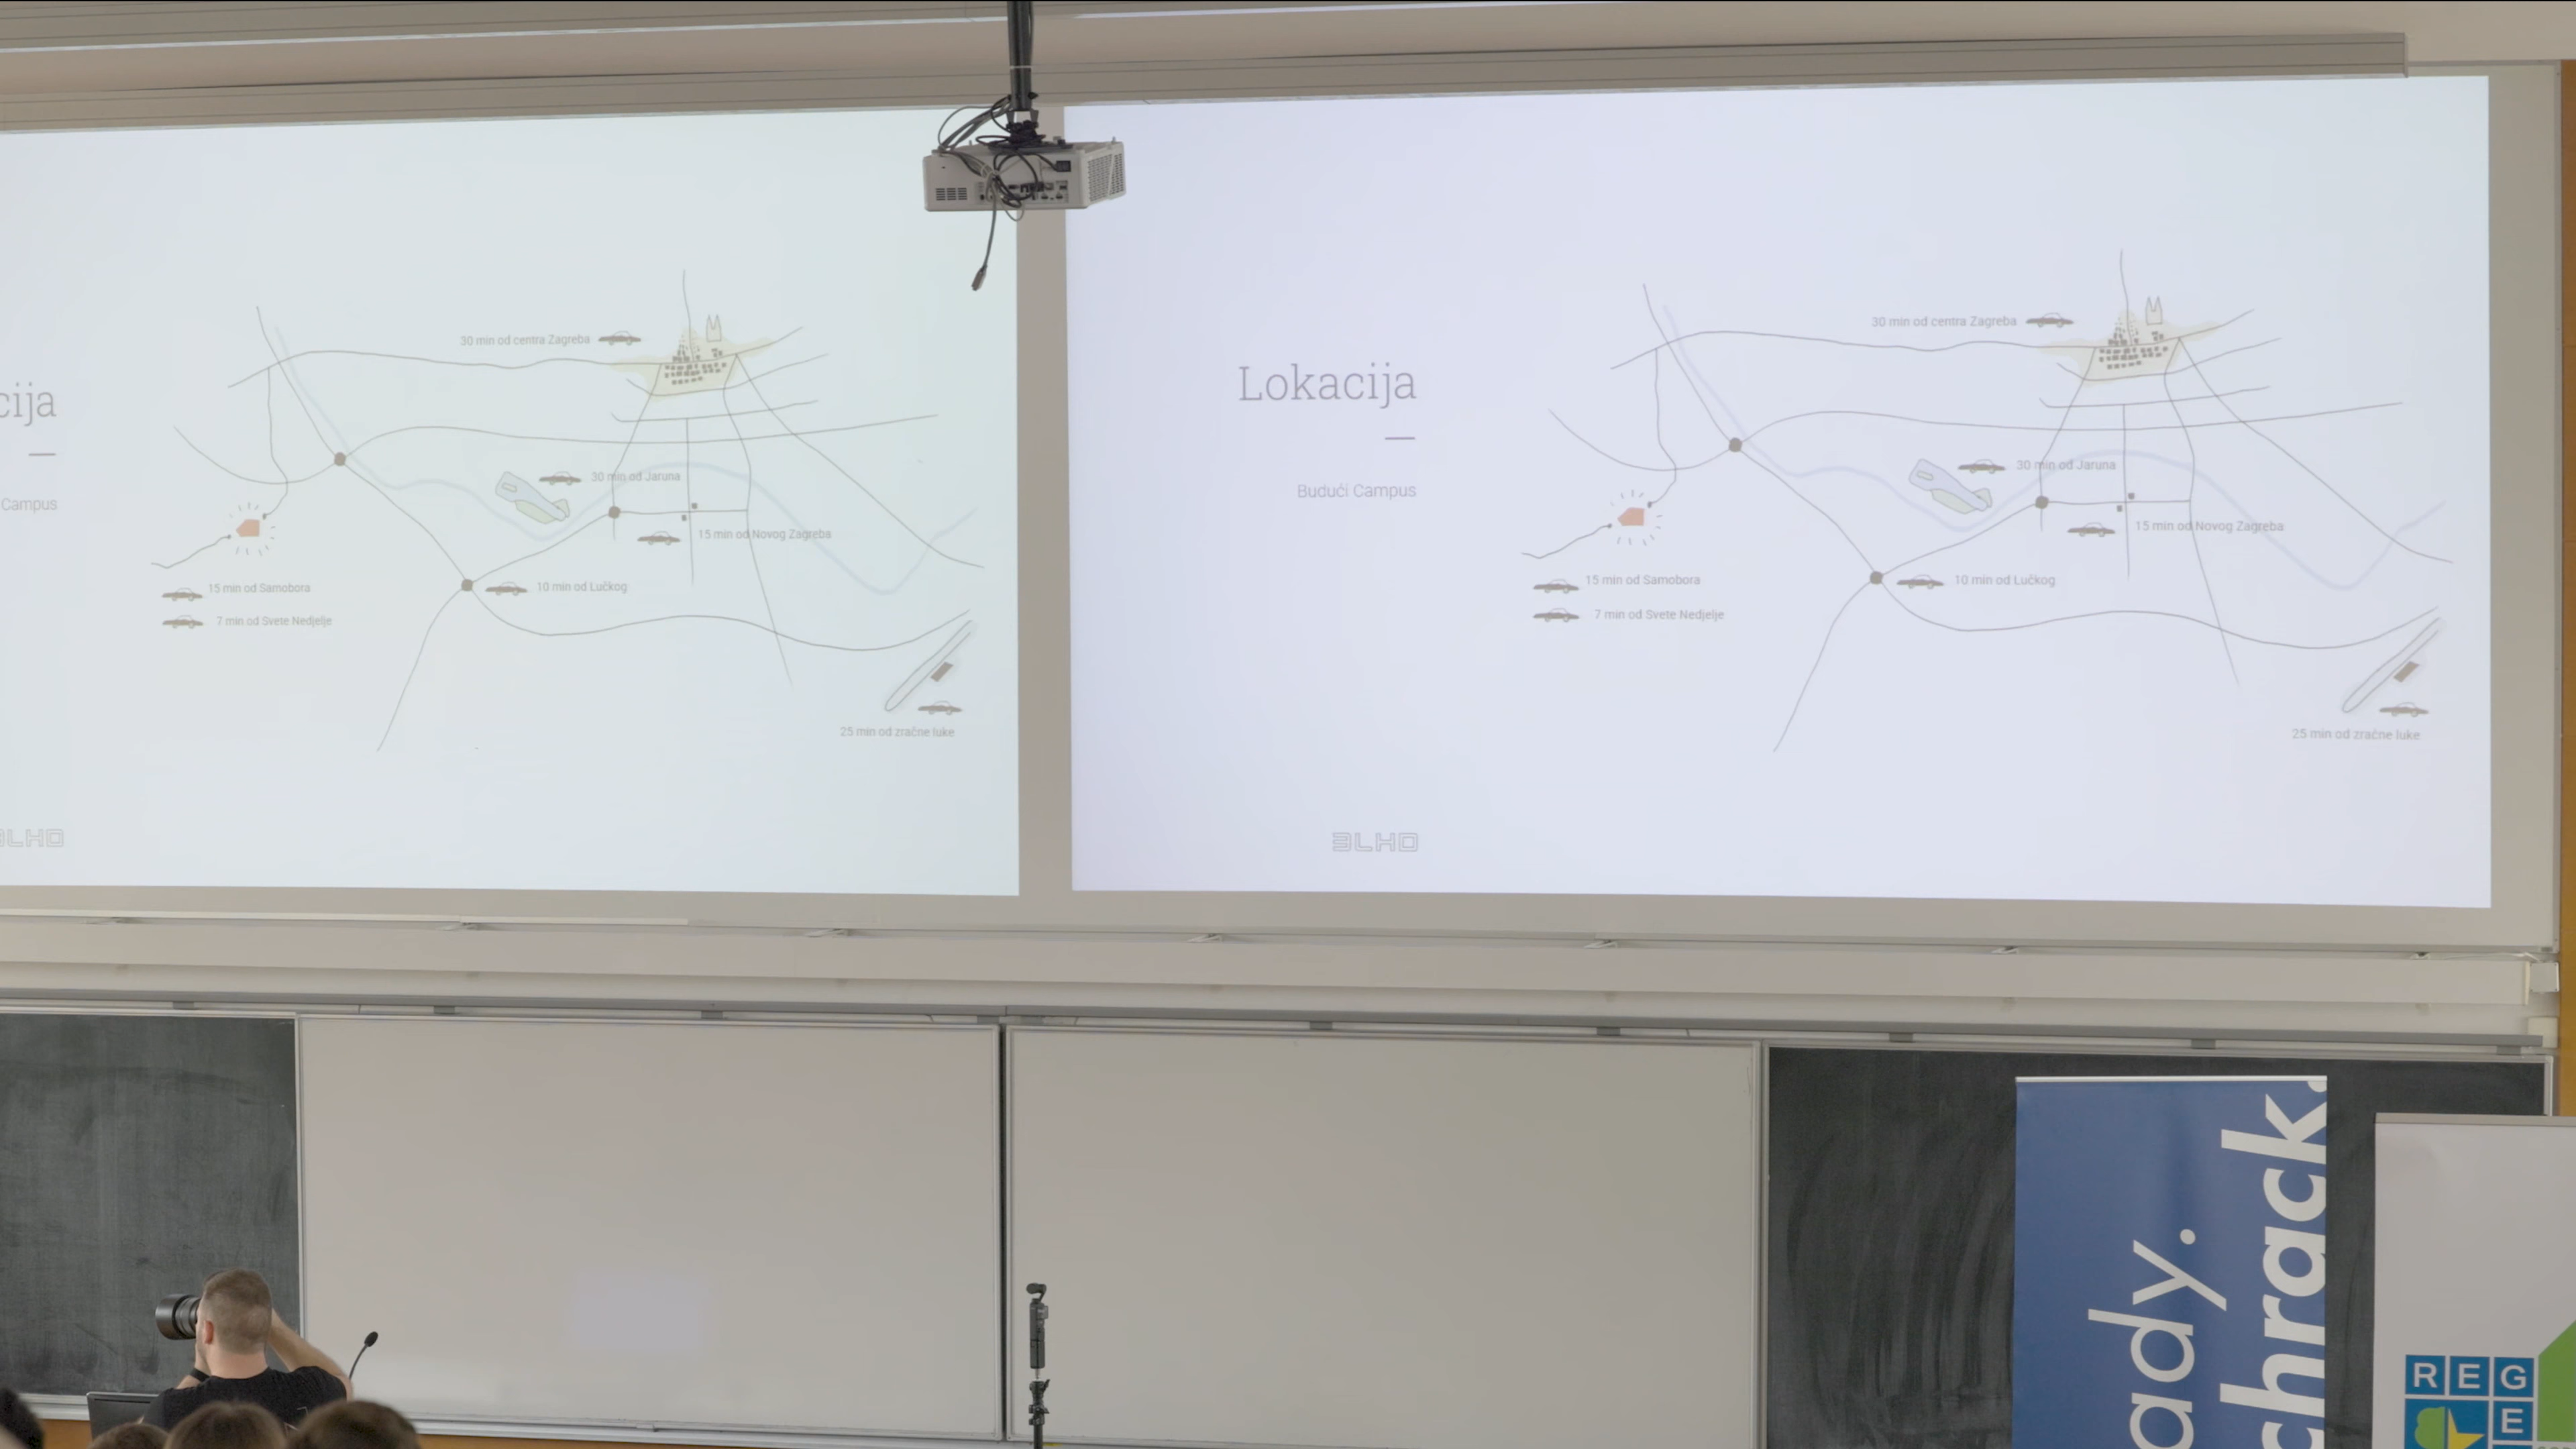 cija
Campus
30 min od centra Zagreba
30 min od Jaruna
15 min od Novog Zagreba
15 min od Samobora
10 min od Lučkog
7 min od Svete Nedjelje
25 min od zračne luke
3LHD
Lokacija
Budući Campus
30 min od centra Zagreba
30 min od Jaruna
15 min od Novog Zagreba
15 min od Samobora
10 min od Lučkog
7 min od Svete Nedjelje
25 min od zračne luke
3LHD
ady.
chrack.
REG
E